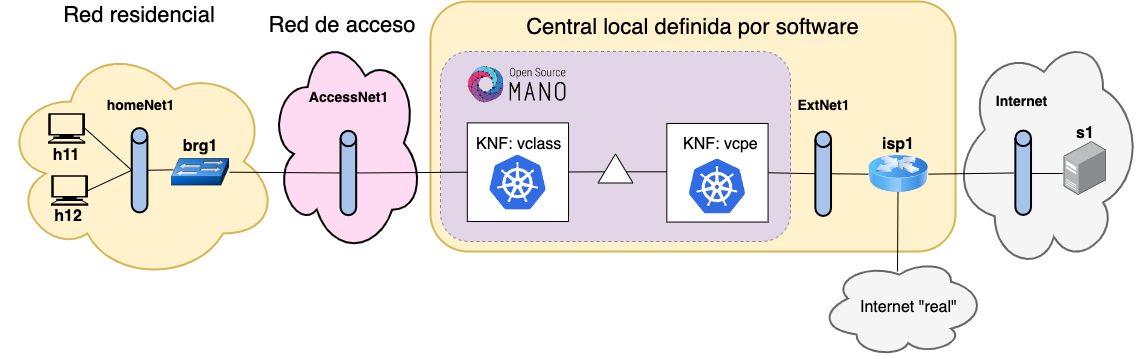 Red residencial
Red de acceso
Central local definida por software
Open Source
MANO
homeNet1
AccessNet1
ExtNet1
Internet
h11
h12
brg1
KNF: vclass
KNF: vcpe
isp1
s1
Internet "real"